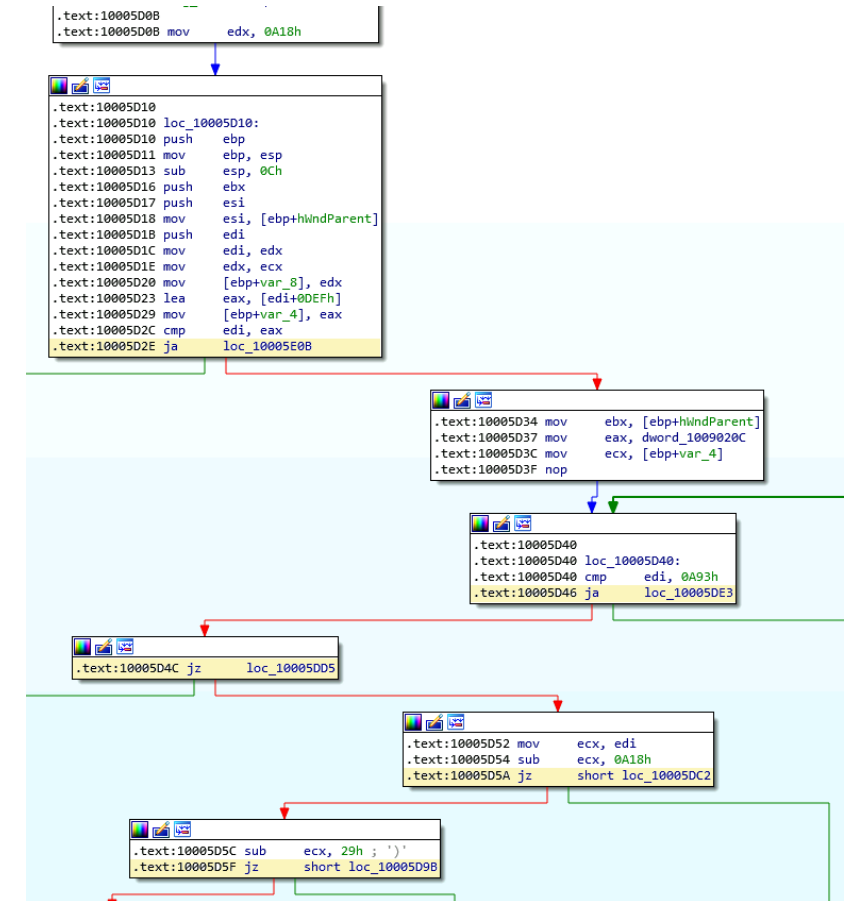 .text:10005D0B
.text:10005D0B mov     edx, 0A18h
.text:10005D10
.text:10005D10 loc_10005D10:
.text:10005D10 push    ebp
.text:10005D11 mov     ebp, esp
.text:10005D13 sub     esp, 0Ch
.text:10005D16 push    ebx
.text:10005D17 push    esi
.text:10005D18 mov     esi, [ebp+hWndParent]
.text:10005D1B push    edi
.text:10005D1C mov     edi, edx
.text:10005D1E mov     edx, ecx
.text:10005D20 mov     [ebp+var_8], edx
.text:10005D23 lea     eax, [edi+0DEFh]
.text:10005D29 mov     [ebp+var_4], eax
.text:10005D2C cmp     edi, eax
.text:10005D2E ja      loc_10005E0B
.text:10005D34 mov     ebx, [ebp+hWndParent]
.text:10005D37 mov     eax, dword_1009020C
.text:10005D3C mov     ecx, [ebp+var_4]
.text:10005D3F nop
.text:10005D40
.text:10005D40 loc_10005D40:
.text:10005D40 cmp     edi, 0A93h
.text:10005D46 ja      loc_10005DE3
.text:10005D4C jz      loc_10005DD5
.text:10005D52 mov     ecx, edi
.text:10005D54 sub     ecx, 0A18h
.text:10005D5A jz      short loc_10005DC2
.text:10005D5C sub     ecx, 29h ; ')'
.text:10005D5F jz      short loc_10005D9B